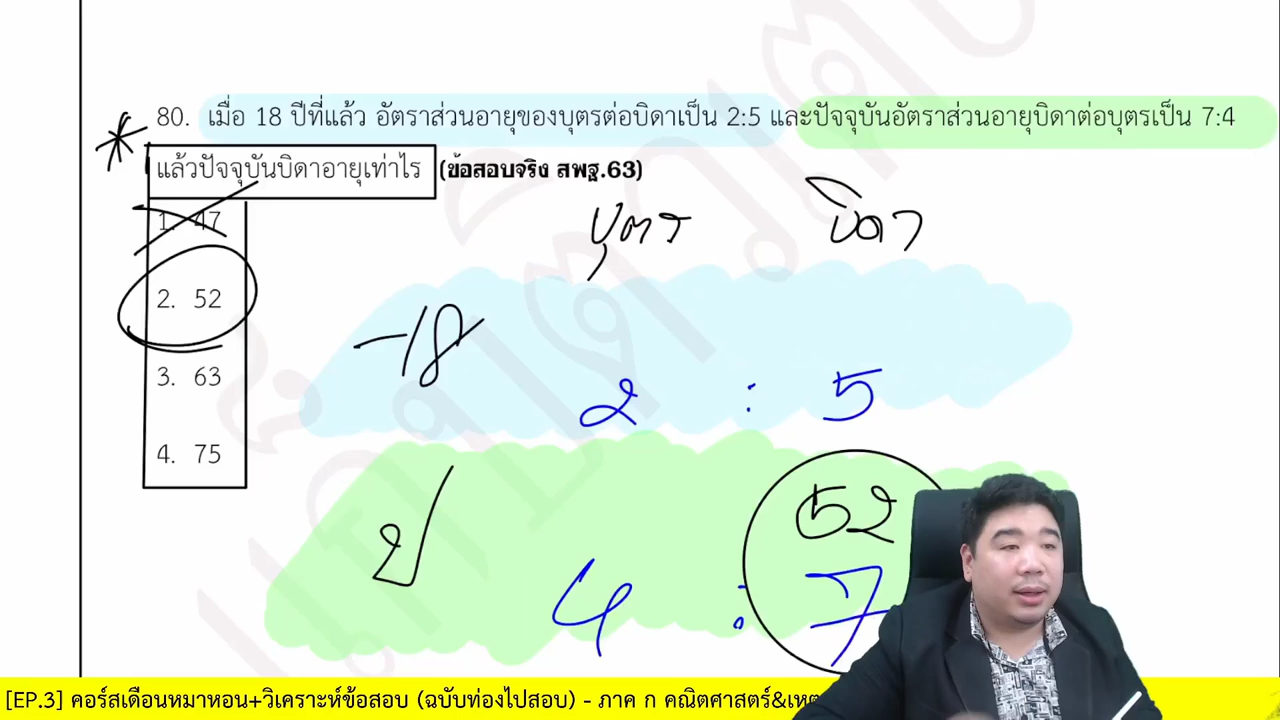 80. เมื่อ 18 ปีที่แล้ว อัตราส่วนอายุของบุตรต่อบิดาเป็น 2:5 และปัจจุบันอัตราส่วนอายุบิดาต่อบุตรเป็น 7:4
แล้วปัจจุบันบิดาอายุเท่าไร (ข้อสอบจริง สพฐ.63)
1. 47
บุตร บิดา
2. 52
-18
3. 63
2 : 5
4. 75
52
ป
4 : 7
[EP.3] คอร์สเดือนหมาหอน+วิเคราะห์ข้อสอบ (ฉบับท่องไปสอบ) - ภาค ก คณิตศาสตร์&เหตุ